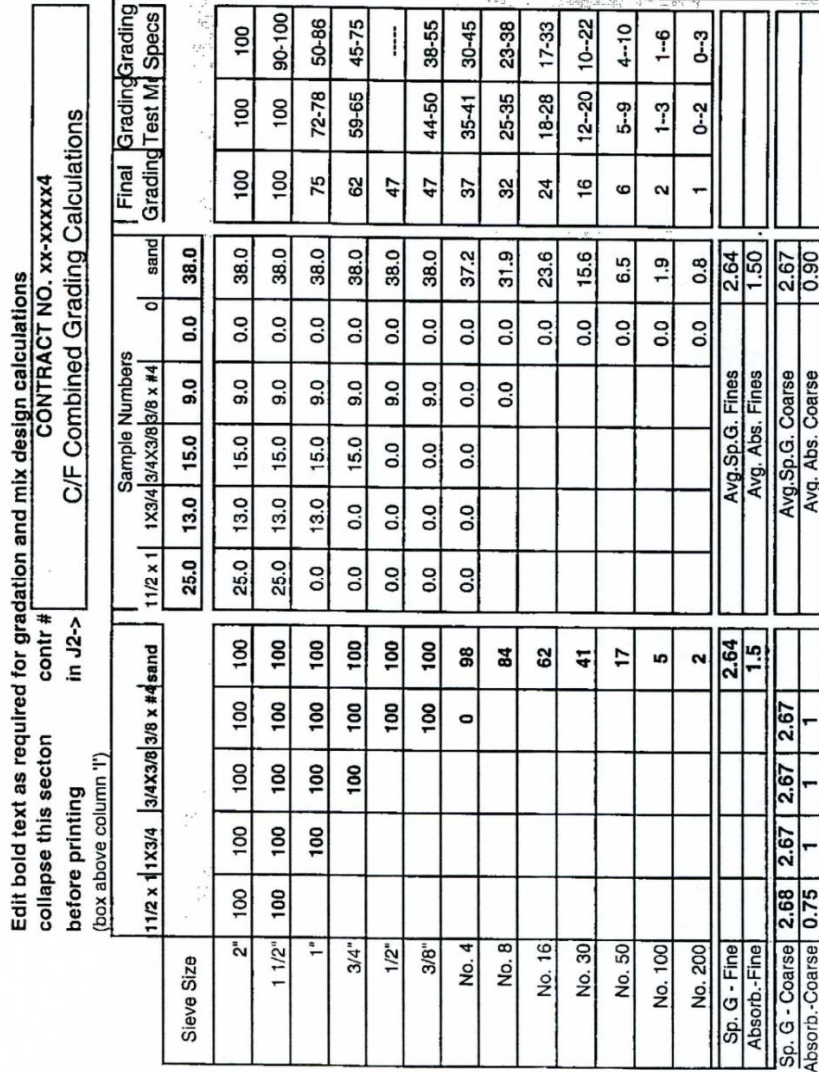 Edit bold text as required for gradation and mix design calculations
collapse this secton contr # CONTRACT NO. xx-xxxxx4
before printing in J2-> C/F Combined Grading Calculations
(box above column 'I')
Sample Numbers Final Grading Grading
11/2 x 1 1X3/4 3/4X3/8 3/8 x #4 sand 11/2 x 1 1X3/4 3/4X3/8 3/8 x #4 0 sand Grading Test Specs
Sieve Size 25.0 13.0 15.0 9.0 0.0 38.0
2" 100 100 100 100 100 25.0 13.0 15.0 9.0 0.0 38.0 100 100 100
1 1/2" 100 100 100 100 100 25.0 13.0 15.0 9.0 0.0 38.0 100 100 90-100
1" 100 100 100 100 0.0 13.0 15.0 9.0 0.0 38.0 75 72-78 50-86
3/4" 100 100 100 0.0 0.0 15.0 9.0 0.0 38.0 62 59-65 45-75
1/2" 100 100 0.0 0.0 0.0 9.0 0.0 38.0 47 -----
3/8" 100 100 0.0 0.0 0.0 9.0 0.0 38.0 47 44-50 38-55
No. 4 0 98 0.0 0.0 0.0 0.0 0.0 37.2 37 35-41 30-45
No. 8 84 0.0 0.0 31.9 32 25-35 23-38
No. 16 62 0.0 23.6 24 18-28 17-33
No. 30 41 0.0 15.6 16 12--20 10--22
No. 50 17 0.0 6.5 6 5--9 4--10
No. 100 5 0.0 1.9 2 1--3 1--6
No. 200 2 0.0 0.8 1 0--2 0--3
Sp. G - Fine 2.64 Avg.Sp.G. Fines 2.64
Absorb.-Fine 1.5 Avg. Abs. Fines 1.50
Sp. G - Coarse 2.68 2.67 2.67 2.67 Avg.Sp.G. Coarse 2.67
Absorb.-Coarse 0.75 1 1 1 Avg. Abs. Coarse 0.90